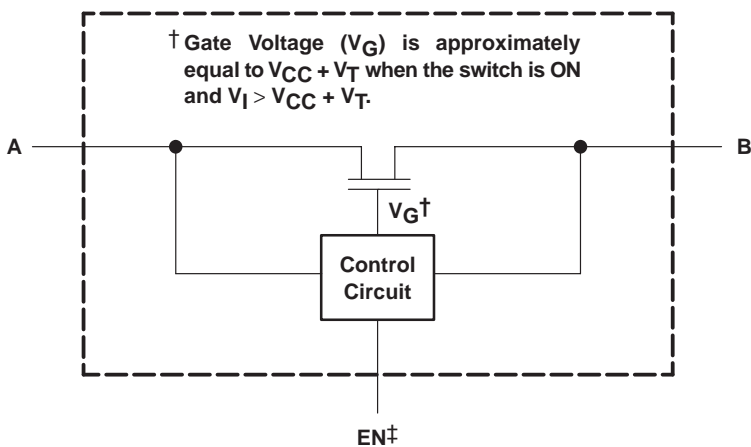 † Gate Voltage (VG) is approximately
equal to VCC + VT when the switch is ON
and VI > VCC + VT.
A
B
VG†
Control
Circuit
EN‡